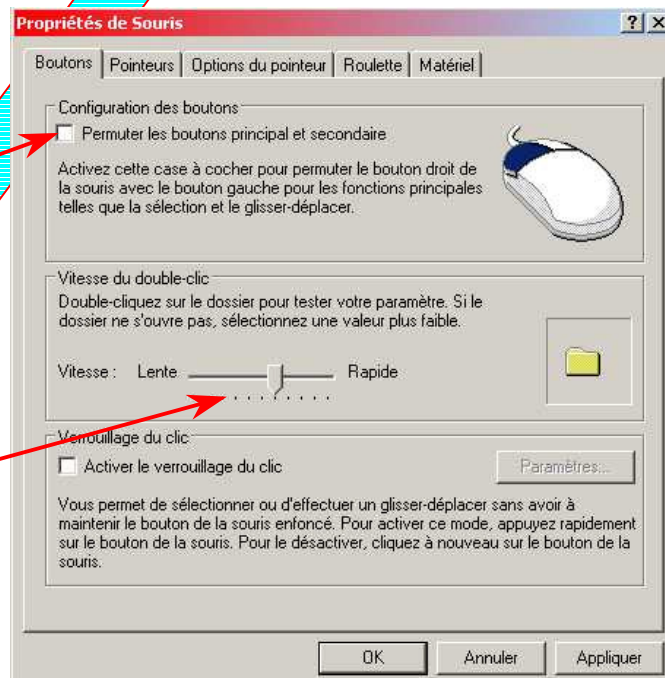 Propriétés de Souris
Boutons Pointeurs Options du pointeur Roulette Matériel
Configuration des boutons
Permuter les boutons principal et secondaire
Activez cette case à cocher pour permuter le bouton droit de
la souris avec le bouton gauche pour les fonctions principales
telles que la sélection et le glisser-déplacer.
Vitesse du double-clic
Double-cliquez sur le dossier pour tester votre paramètre. Si le
dossier ne s'ouvre pas, sélectionnez une valeur plus faible.
Vitesse : Lente Rapide
Verrouillage du clic
Activer le verrouillage du clic Paramètres...
Vous permet de sélectionner ou d'effectuer un glisser-déplacer sans avoir à
maintenir le bouton de la souris enfoncé. Pour activer ce mode, appuyez rapidement
sur le bouton de la souris. Pour le désactiver, cliquez à nouveau sur le bouton de la
souris.
OK Annuler Appliquer